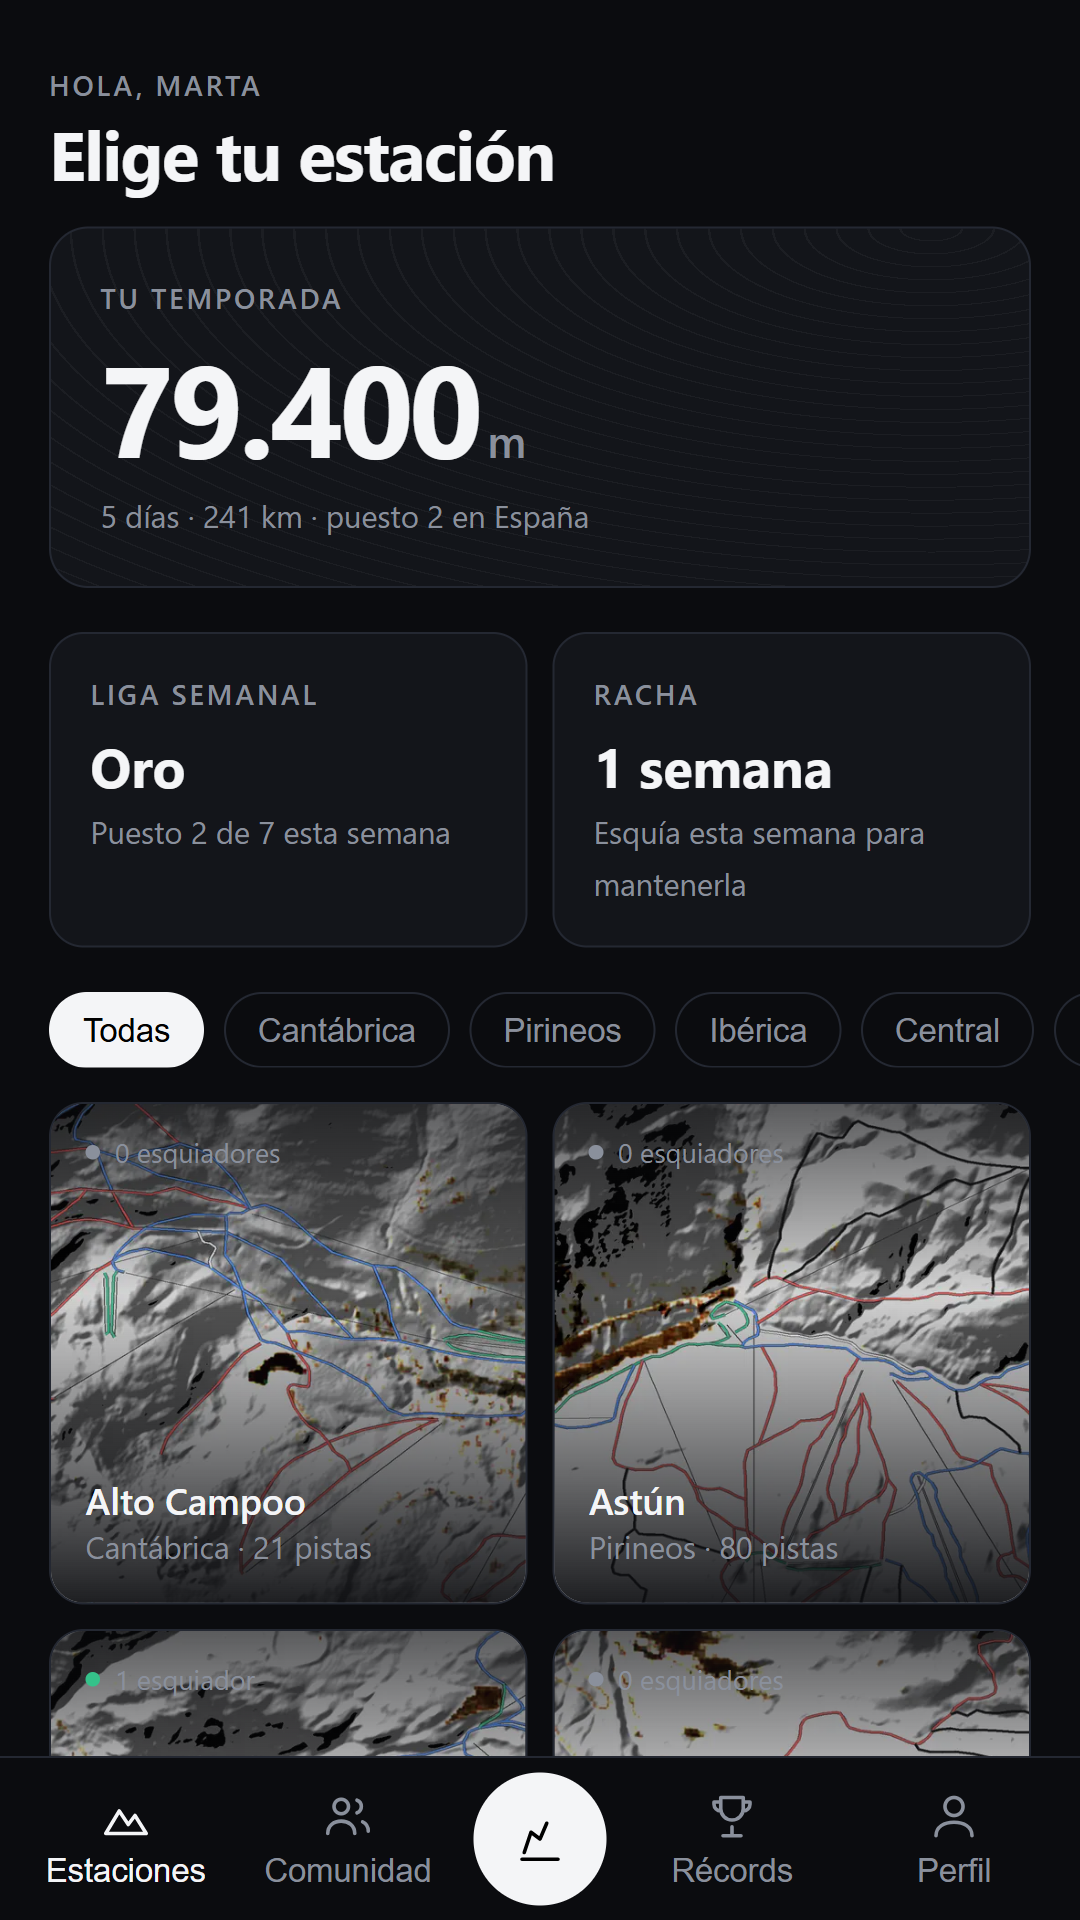 HOLA, MARTA
Elige tu estación
TU TEMPORADA
79.400 m
5 días · 241 km · puesto 2 en España
LIGA SEMANAL
Oro
Puesto 2 de 7 esta semana
RACHA
1 semana
Esquía esta semana para
mantenerla
Todas
Cantábrica
Pirineos
Ibérica
Central
0 esquiadores
Alto Campoo
Cantábrica · 21 pistas
0 esquiadores
Astún
Pirineos · 80 pistas
1 esquiador
0 esquiadores
Estaciones
Comunidad
Récords
Perfil